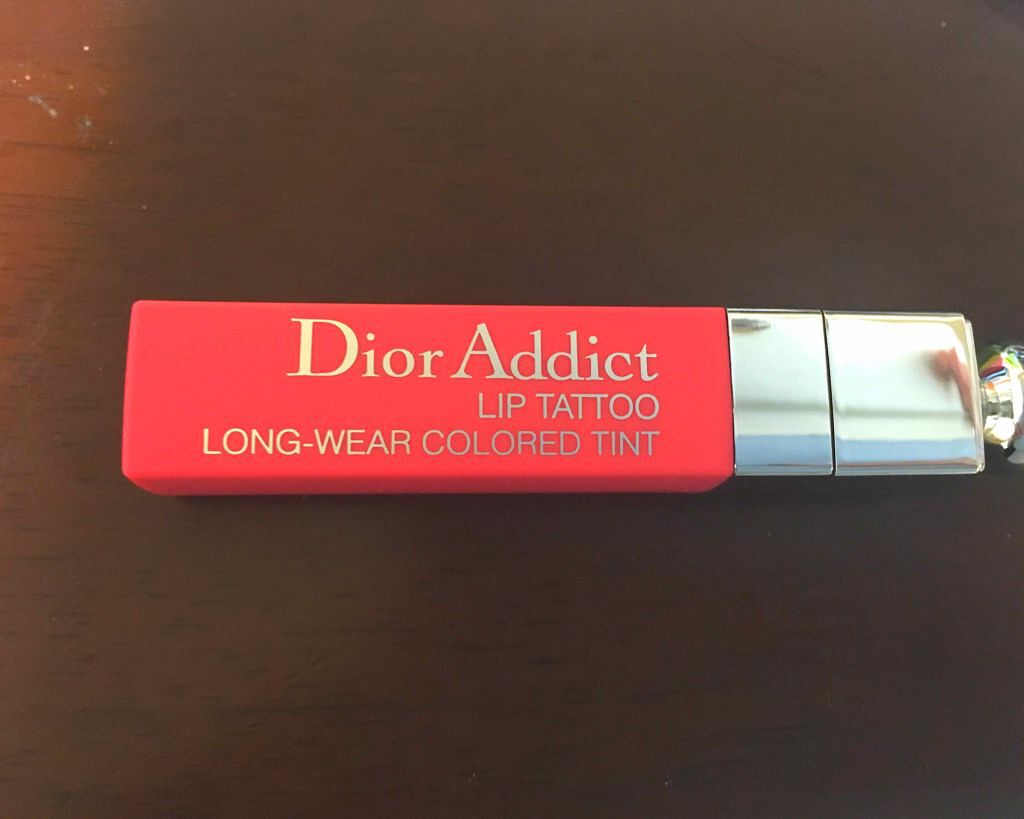 Dior Addict
LIP TATTOO
LONG-WEAR COLORED TINT